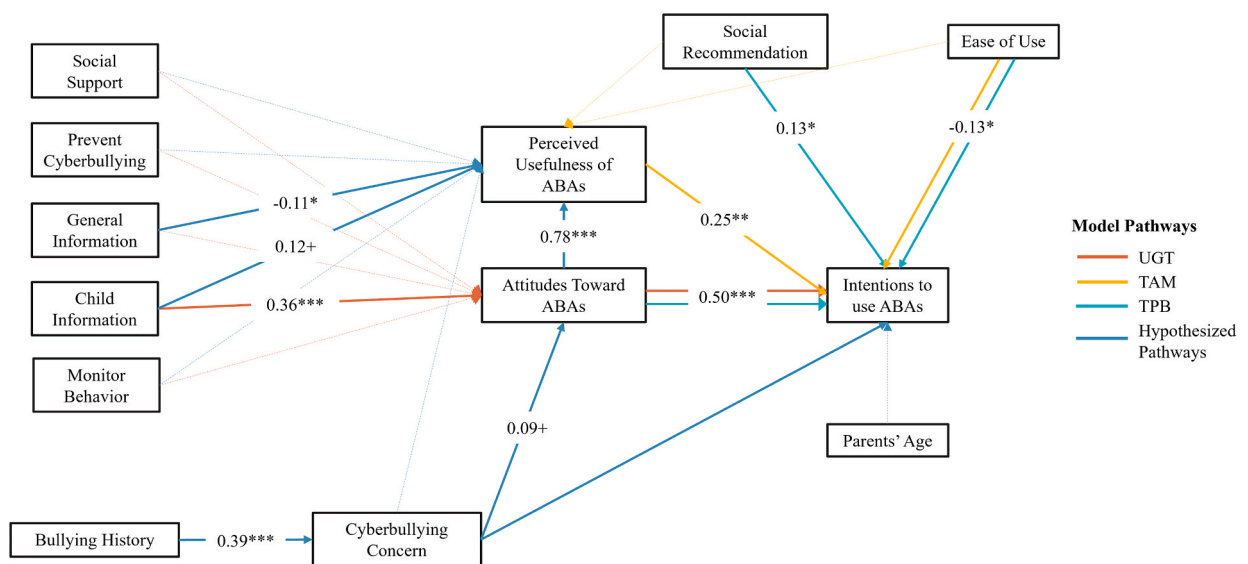 Social
Support
Prevent
Cyberbullying
General
Information
Child
Information
Monitor
Behavior
Bullying History
0.39***
Cyberbullying
Concern
-0.11*
0.12+
0.36***
Perceived
Usefulness of
ABAs
0.78***
Attitudes Toward
ABAs
0.09+
Social
Recommendation
Ease of Use
0.13*
-0.13*
0.25**
0.50***
Intentions to
use ABAs
Parents' Age
Model Pathways
UGT
TAM
TPB
Hypothesized
Pathways